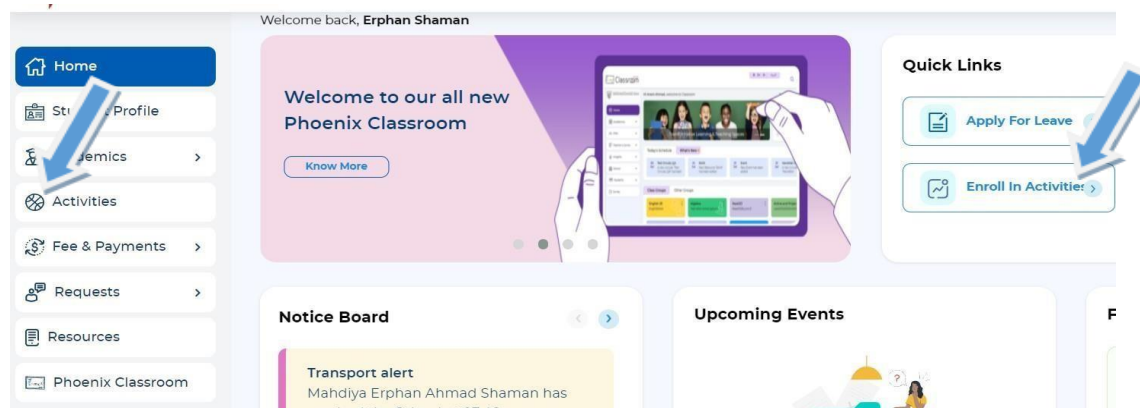 Welcome back, Erphan Shaman
Home
Profile
Activities
Fee & Payments
Requests
Resources
Phoenix Classroom
Welcome to our all new
Phoenix Classroom
Know More
Classroom
Quick Links
Apply For Leave
Enroll In Activities
Notice Board
Transport alert
Mahdiya Erphan Ahmad Shaman has
Upcoming Events